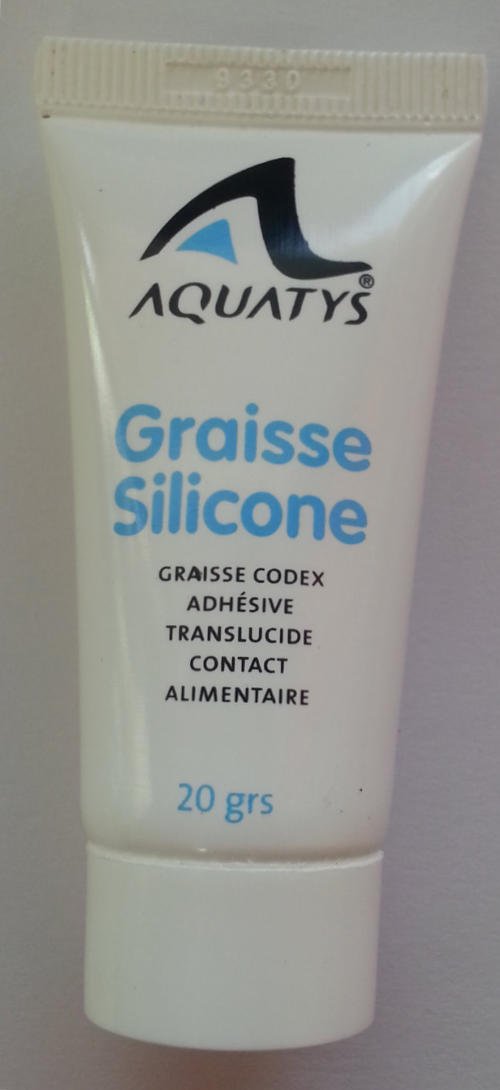 9330
AQUATYS®
Graisse
Silicone
GRAISSE CODEX
ADHÉSIVE
TRANSLUCIDE
CONTACT
ALIMENTAIRE
20 grs